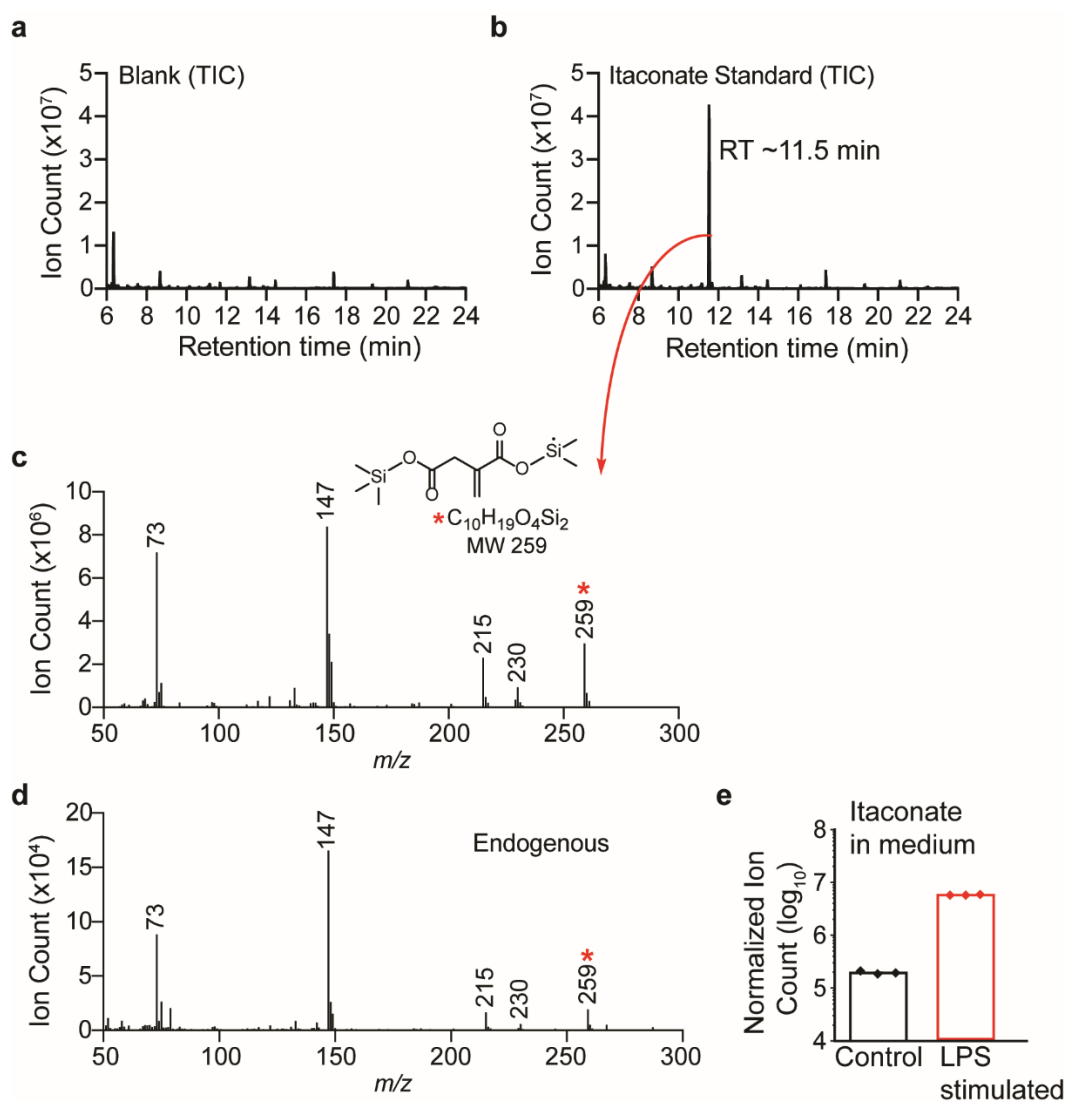 a
b
Blank (TIC)
Itaconate Standard (TIC)
Ion Count (x10⁷)
5
4
3
2
1
0
6 8 10 12 14 16 18 20 22 24
Retention time (min)
Ion Count (x10⁷)
5
4
3
2
1
0
RT ~11.5 min
6 8 10 12 14 16 18 20 22 24
Retention time (min)
c
Ion Count (x10⁶)
10
8
6
4
2
0
73
147
215
230
259
*
O
Si
O
O
O
Si
*C₁₀H₁₉O₄Si₂
MW 259
50 100 150 200 250 300
m/z
d
Ion Count (x10⁴)
20
15
10
5
0
73
147
215
230
259
*
Endogenous
50 100 150 200 250 300
m/z
e
Itaconate
in medium
Normalized Ion
Count (log₁₀)
8
7
6
5
4
Control
LPS
stimulated